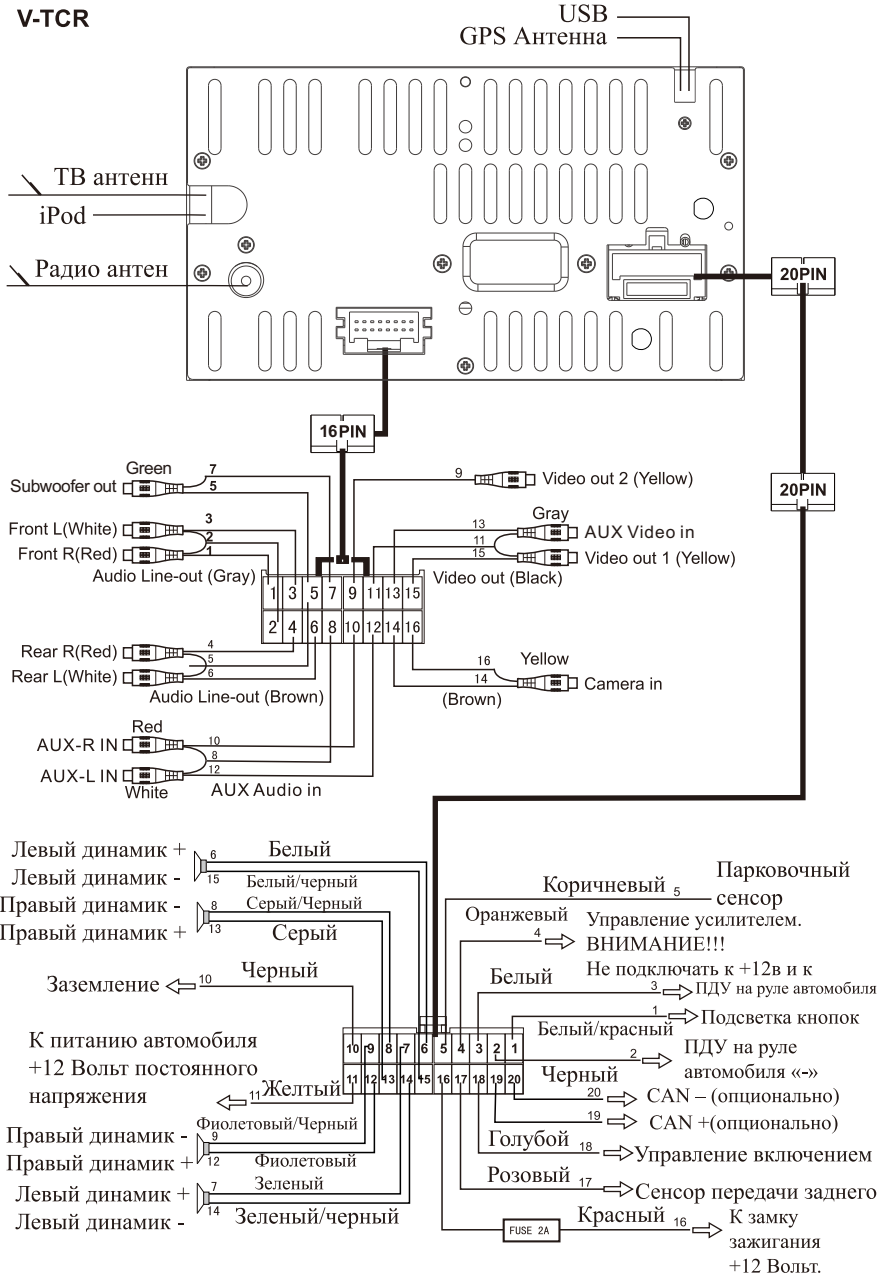 V-TCR
USB
GPS Антенна
ТВ антенн
iPod
Радио антен
20PIN
16PIN
20PIN
Green
7
Subwoofer out
5
9
Video out 2 (Yellow)
Front L(White)
3
2
Front R(Red)
1
Audio Line-out (Gray)
Gray
13
AUX Video in
11
15
Video out 1 (Yellow)
Video out (Black)
1 3 5 7 9 11 13 15
2 4 6 8 10 12 14 16
Rear R(Red)
4
5
Rear L(White)
6
Audio Line-out (Brown)
16
Yellow
14
Camera in
(Brown)
Red
AUX-R IN
10
8
AUX-L IN
12
White
AUX Audio in
Левый динамик +
6
Белый
Левый динамик -
15
Белый/черный
Правый динамик -
8
Серый/Черный
Правый динамик +
13
Серый
Заземление
10
Черный
Коричневый
5
Парковочный
сенсор
Оранжевый
4
Управление усилителем.
ВНИМАНИЕ!!!
Не подключать к +12в и к
Белый
3
ПДУ на руле автомобиля
1
Белый/красный
Подсветка кнопок
10 9 8 7 6 5 4 3 2 1
11 12 13 14 15 16 17 18 19 20
К питанию автомобиля
+12 Вольт постоянного
напряжения
11
Желтый
2
Черный
ПДУ на руле
автомобиля «-»
20
CAN – (опционально)
19
CAN +(опционально)
Фиолетовый/Черный
Правый динамик -
9
Правый динамик +
12
Фиолетовый
Голубой
18
Управление включением
Левый динамик +
7
Зеленый
Левый динамик -
14
Зеленый/черный
Розовый
17
Сенсор передачи заднего
FUSE 2A
Красный
16
К замку
зажигания
+12 Вольт.